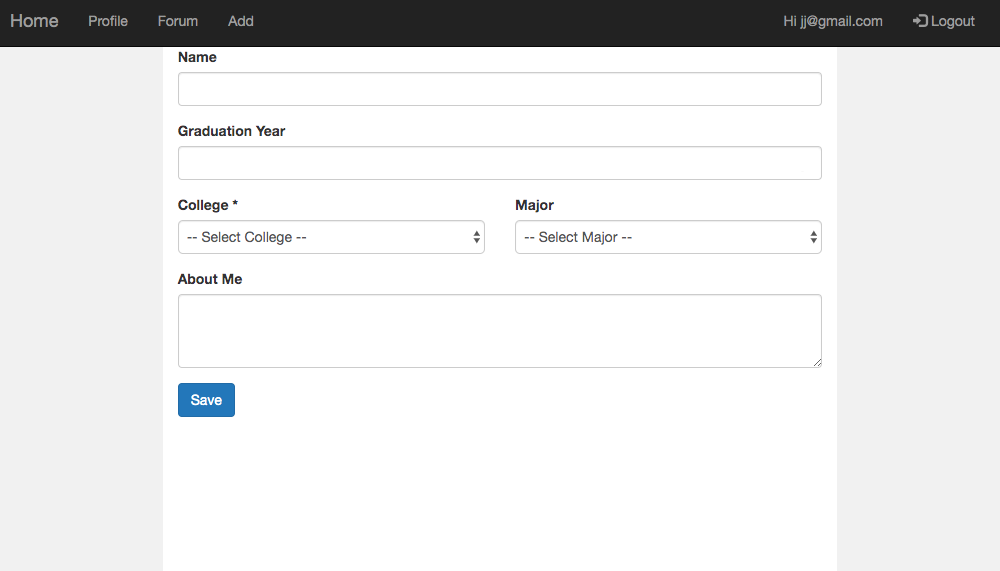 Home Profile Forum Add Hi jj@gmail.com Logout
Name
Graduation Year
College * Major
-- Select College -- -- Select Major --
About Me
Save